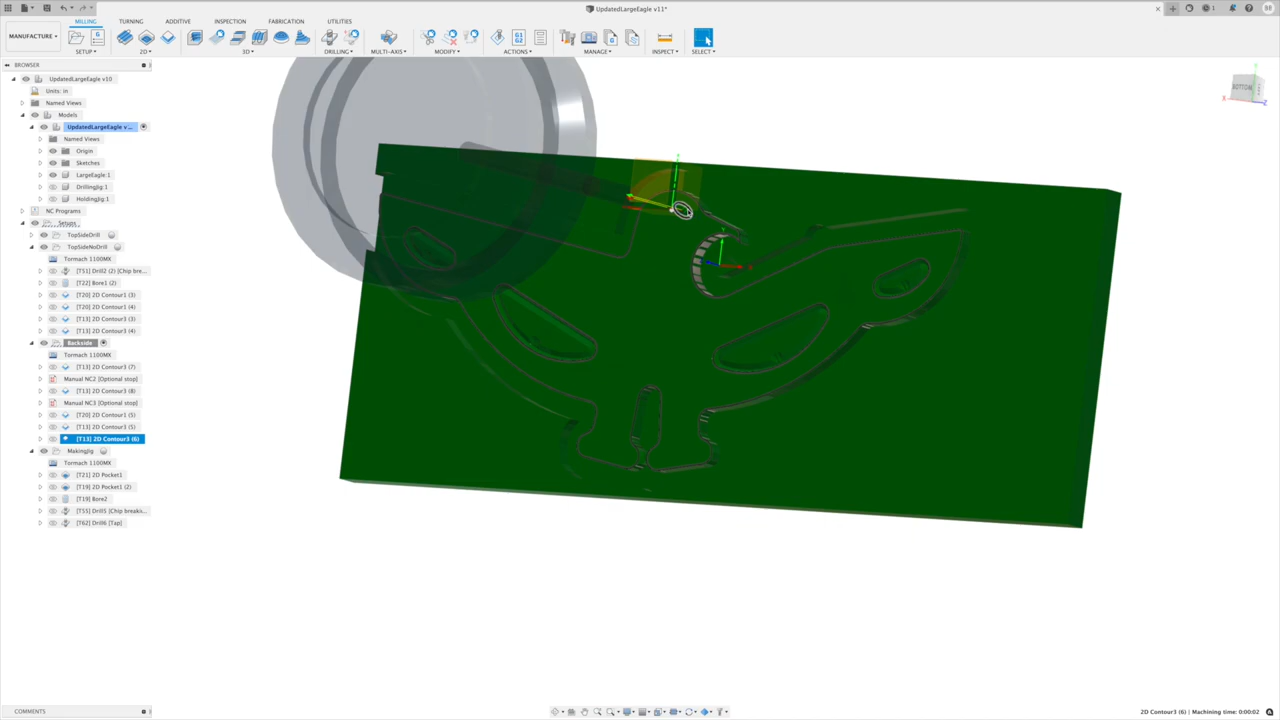 UpdatedLargeEagle v11*
MILLING
TURNING
ADDITIVE
INSPECTION
FABRICATION
UTILITIES
MANUFACTURE
SETUP
2D
3D
DRILLING
MULTI-AXIS
MODIFY
ACTIONS
MANAGE
INSPECT
SELECT
BROWSER
UpdatedLargeEagle v10
Units: in
Named Views
Models
UpdatedLargeEagle v...
Named Views
Origin
Sketches
LargeEagle:1
DrillingJig:1
HoldingJig:1
NC Programs
Setups
TopSideDrill
TopSideNoDrill
Tormach 1100MX
[T51] Drill2 (2) [Chip bre...
[T22] Bore1 (2)
[T20] 2D Contour1 (3)
[T20] 2D Contour1 (4)
[T13] 2D Contour3 (3)
[T13] 2D Contour3 (4)
Backside
Tormach 1100MX
[T13] 2D Contour3 (7)
Manual NC2 [Optional stop]
[T13] 2D Contour3 (8)
Manual NC3 [Optional stop]
[T20] 2D Contour1 (5)
[T13] 2D Contour3 (5)
[T13] 2D Contour3 (6)
MakingJig
Tormach 1100MX
[T21] 2D Pocket1
[T19] 2D Pocket1 (2)
[T19] Bore2
[T55] Drill5 [Chip breaki...
[T62] Drill6 [Tap]
BOTTOM
COMMENTS
2D Contour3 (6) | Machining time: 0:00:02